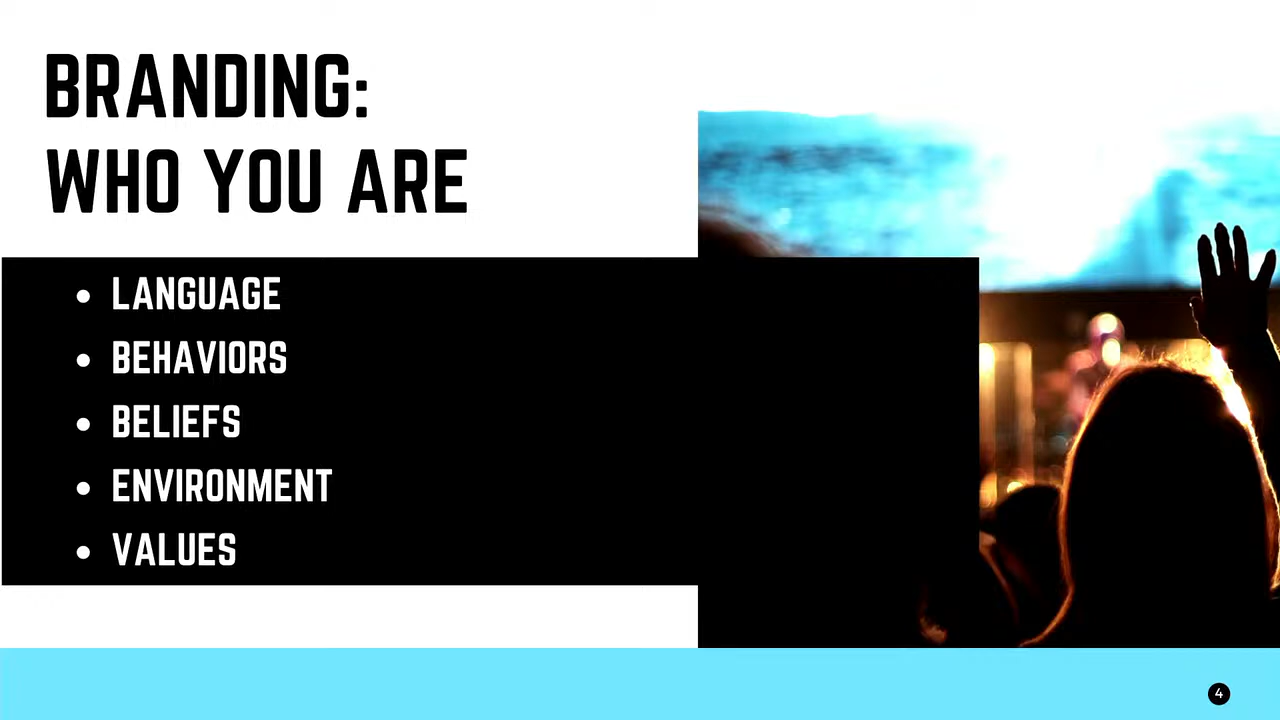 BRANDING:
WHO YOU ARE
• LANGUAGE
• BEHAVIORS
• BELIEFS
• ENVIRONMENT
• VALUES
4